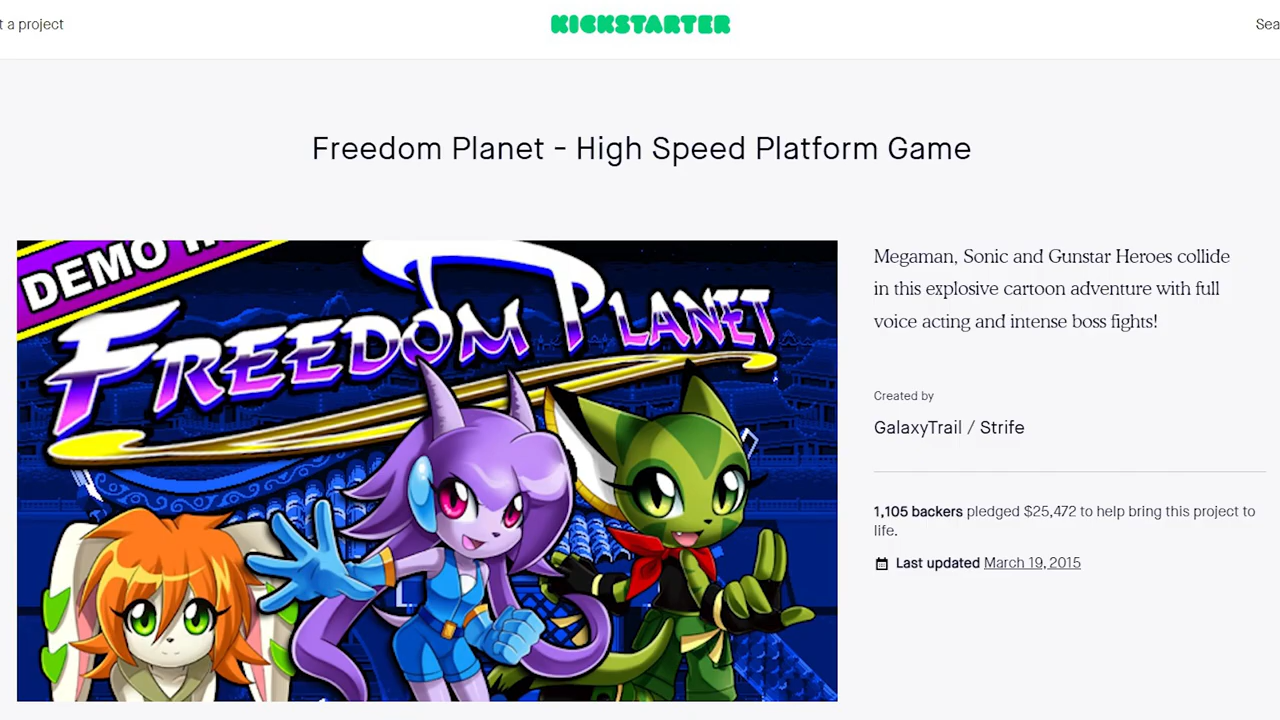 t a project
KICKSTARTER
Sea
Freedom Planet - High Speed Platform Game
DEMO
FREEDOM PLANET
Megaman, Sonic and Gunstar Heroes collide
in this explosive cartoon adventure with full
voice acting and intense boss fights!
Created by
GalaxyTrail / Strife
1,105 backers pledged $25,472 to help bring this project to
life.
Last updated March 19, 2015